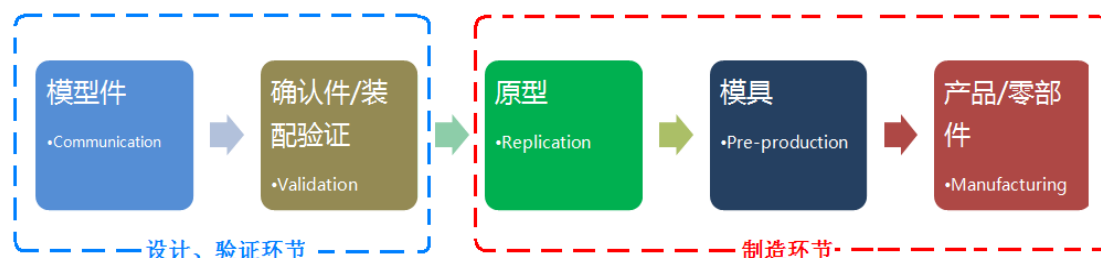 模型件
•Communication
确认件/装
配验证
•Validation
原型
•Replication
模具
•Pre-production
产品/零部
件
•Manufacturing
设计、验证环节
制造环节